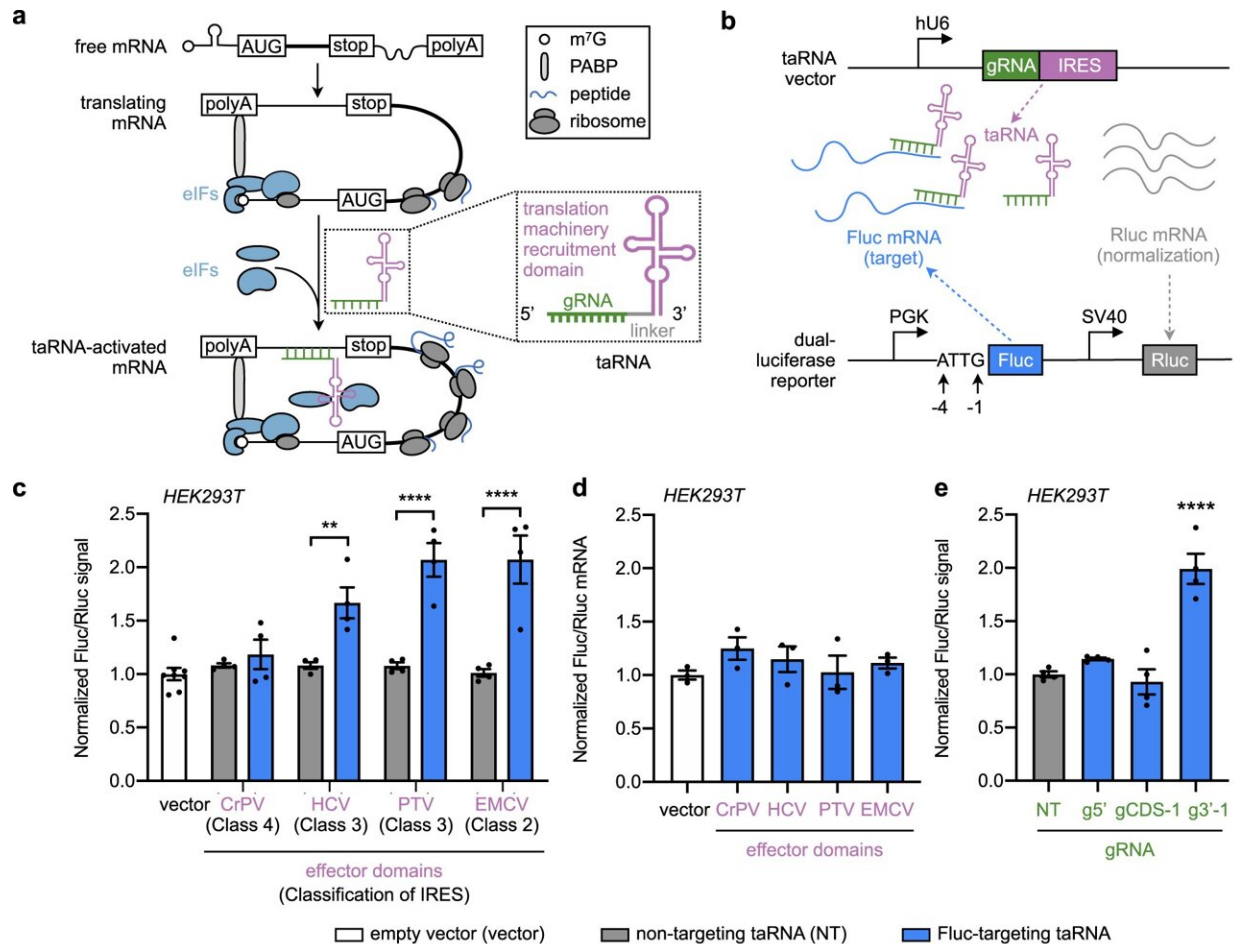 a
free mRNA
AUG
stop
polyA
m⁷G
PABP
peptide
ribosome
translating
mRNA
polyA
stop
eIFs
AUG
eIFs
translation
machinery
recruitment
domain
gRNA
5’
3’
linker
taRNA
taRNA-activated
mRNA
polyA
stop
AUG
b
hU6
taRNA
vector
gRNA
IRES
taRNA
Fluc mRNA
(target)
Rluc mRNA
(normalization)
PGK
SV40
dual-
luciferase
reporter
ATTG
Fluc
Rluc
-4
-1
c
HEK293T
Normalized Fluc/Rluc signal
2.5
2.0
1.5
1.0
0.5
0.0
**
****
****
vector
CrPV
HCV
PTV
EMCV
(Class 4)
(Class 3)
(Class 3)
(Class 2)
effector domains
(Classification of IRES)
d
HEK293T
Normalized Fluc/Rluc mRNA
2.5
2.0
1.5
1.0
0.5
0.0
vector
CrPV
HCV
PTV
EMCV
effector domains
e
HEK293T
Normalized Fluc/Rluc signal
2.5
2.0
1.5
1.0
0.5
0.0
****
NT
g5'
gCDS-1
g3'-1
gRNA
empty vector (vector)
non-targeting taRNA (NT)
Fluc-targeting taRNA